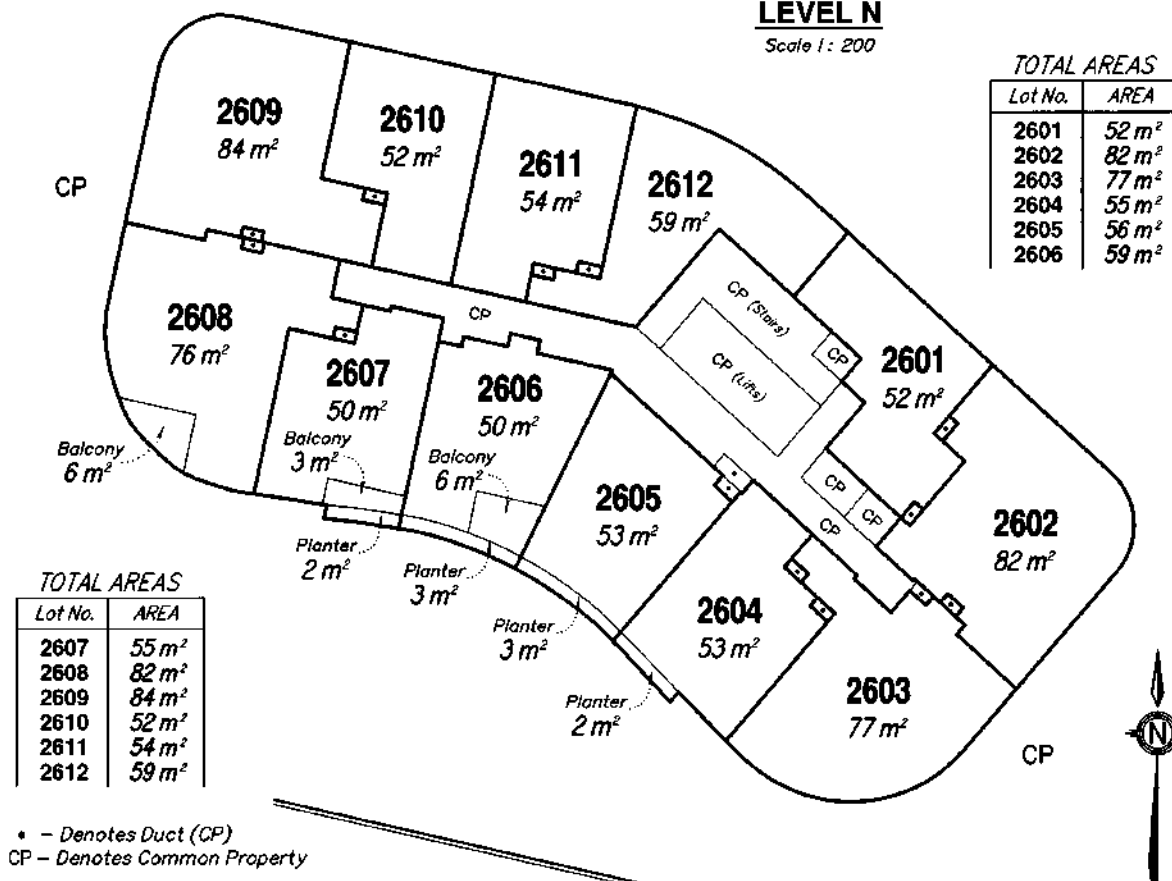 LEVEL N
Scale 1 : 200
TOTAL AREAS
Lot No. AREA
2601 52 m²
2602 82 m²
2603 77 m²
2604 55 m²
2605 56 m²
2606 59 m²
2609
84 m²
2610
52 m²
2611
54 m²
2612
59 m²
CP
CP (Stairs)
CP
CP (Lifts)
2601
52 m²
CP
2608
76 m²
2607
50 m²
2606
50 m²
Balcony
6 m²
Balcony
3 m²
Balcony
6 m²
2605
53 m²
CP
CP
CP
2602
82 m²
Planter
2 m²
Planter
3 m²
Planter
3 m²
Planter
2 m²
2604
53 m²
2603
77 m²
CP
N
TOTAL AREAS
Lot No. AREA
2607 55 m²
2608 82 m²
2609 84 m²
2610 52 m²
2611 54 m²
2612 59 m²
• – Denotes Duct (CP)
CP – Denotes Common Property